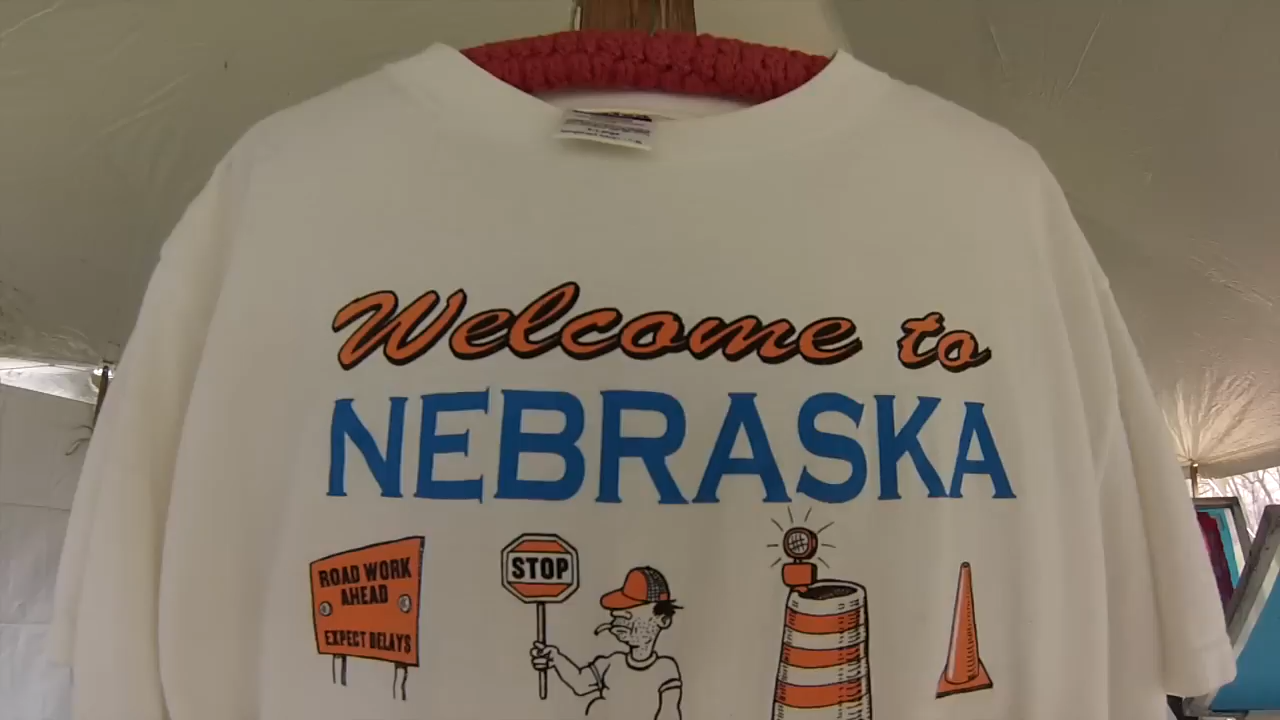 Welcome to
NEBRASKA
ROAD WORK
AHEAD
EXPECT DELAYS
STOP